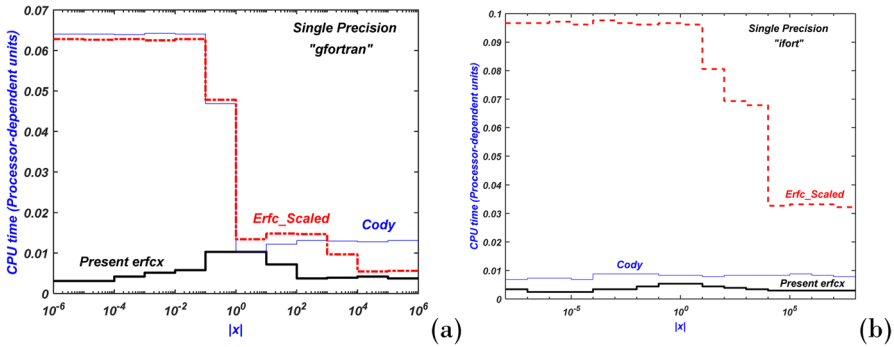 0.07
0.06
0.05
0.04
0.03
0.02
0.01
0
CPU time (Processor-dependent units)
Single Precision
"gfortran"
Erfc_Scaled
Cody
Present erfcx
10^-6
10^-4
10^-2
10^0
10^2
10^4
10^6
|x|
(a)
0.1
0.09
0.08
0.07
0.06
0.05
0.04
0.03
0.02
0.01
0
CPU time (Processor-dependent units)
Single Precision
"ifort"
Erfc_Scaled
Cody
Present erfcx
10^-5
10^0
10^5
|x|
(b)